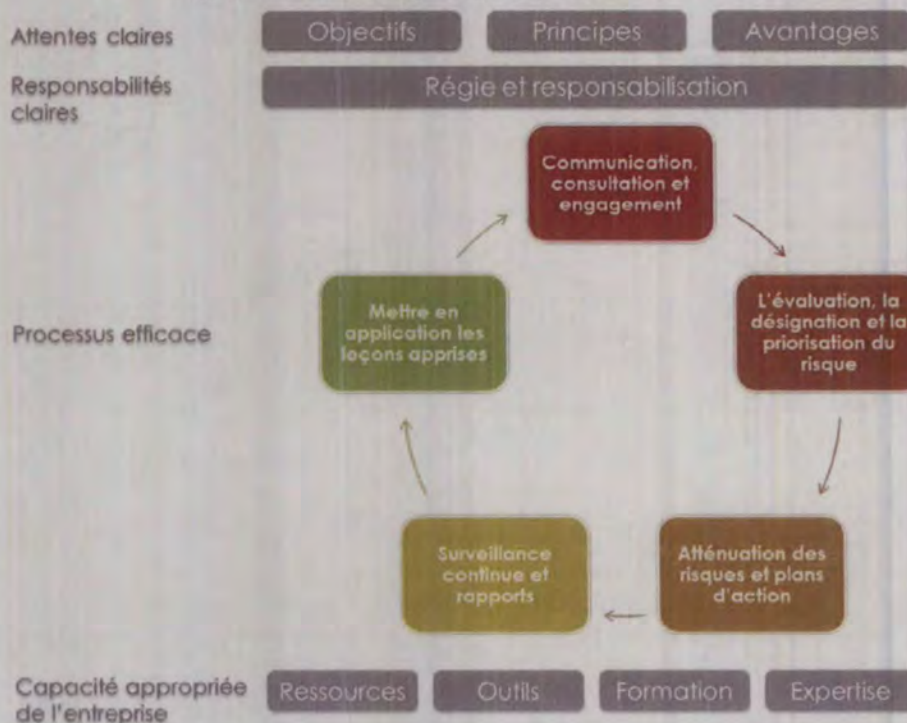 Attentes claires
Objectifs
Principes
Avantages
Responsabilités
claires
Régie et responsabilisation
Communication,
consultation et
engagement
Processus efficace
Mettre en
application les
leçons apprises
L'évaluation, la
désignation et la
priorisation du
risque
Surveillance
continue et
rapports
Atténuation des
risques et plans
d'action
Capacité appropriée
de l'entreprise
Ressources
Outils
Formation
Expertise